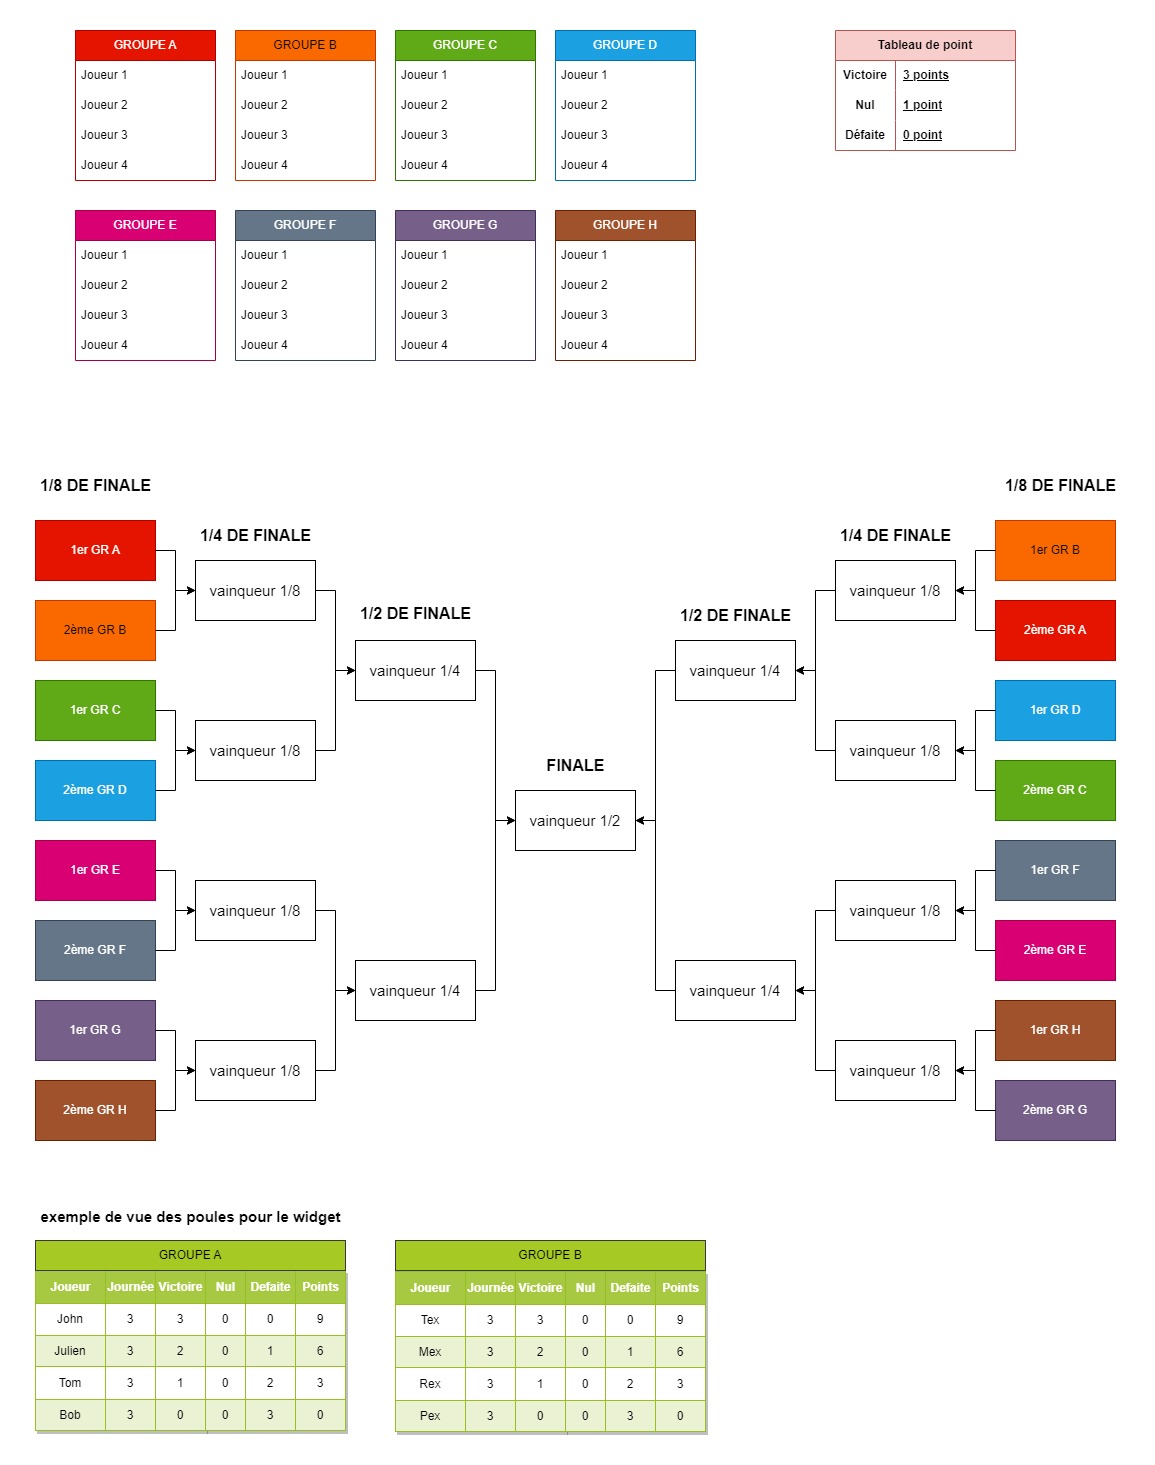 GROUPE A
Joueur 1
Joueur 2
Joueur 3
Joueur 4
GROUPE B
Joueur 1
Joueur 2
Joueur 3
Joueur 4
GROUPE C
Joueur 1
Joueur 2
Joueur 3
Joueur 4
GROUPE D
Joueur 1
Joueur 2
Joueur 3
Joueur 4
Tableau de point
Victoire 3 points
Nul 1 point
Défaite 0 point
GROUPE E
Joueur 1
Joueur 2
Joueur 3
Joueur 4
GROUPE F
Joueur 1
Joueur 2
Joueur 3
Joueur 4
GROUPE G
Joueur 1
Joueur 2
Joueur 3
Joueur 4
GROUPE H
Joueur 1
Joueur 2
Joueur 3
Joueur 4
1/8 DE FINALE
1er GR A
2ème GR B
1er GR C
2ème GR D
1er GR E
2ème GR F
1er GR G
2ème GR H
1/4 DE FINALE
vainqueur 1/8
vainqueur 1/8
vainqueur 1/8
vainqueur 1/8
1/2 DE FINALE
vainqueur 1/4
vainqueur 1/4
FINALE
vainqueur 1/2
1/2 DE FINALE
vainqueur 1/4
vainqueur 1/4
1/4 DE FINALE
vainqueur 1/8
vainqueur 1/8
vainqueur 1/8
vainqueur 1/8
1/8 DE FINALE
1er GR B
2ème GR A
1er GR D
2ème GR C
1er GR F
2ème GR E
1er GR H
2ème GR G
exemple de vue des poules pour le widget
GROUPE A
Joueur Journée Victoire Nul Defaite Points
John 3 3 0 0 9
Julien 3 2 0 1 6
Tom 3 1 0 2 3
Bob 3 0 0 3 0
GROUPE B
Joueur Journée Victoire Nul Defaite Points
Tex 3 3 0 0 9
Mex 3 2 0 1 6
Rex 3 1 0 2 3
Pex 3 0 0 3 0